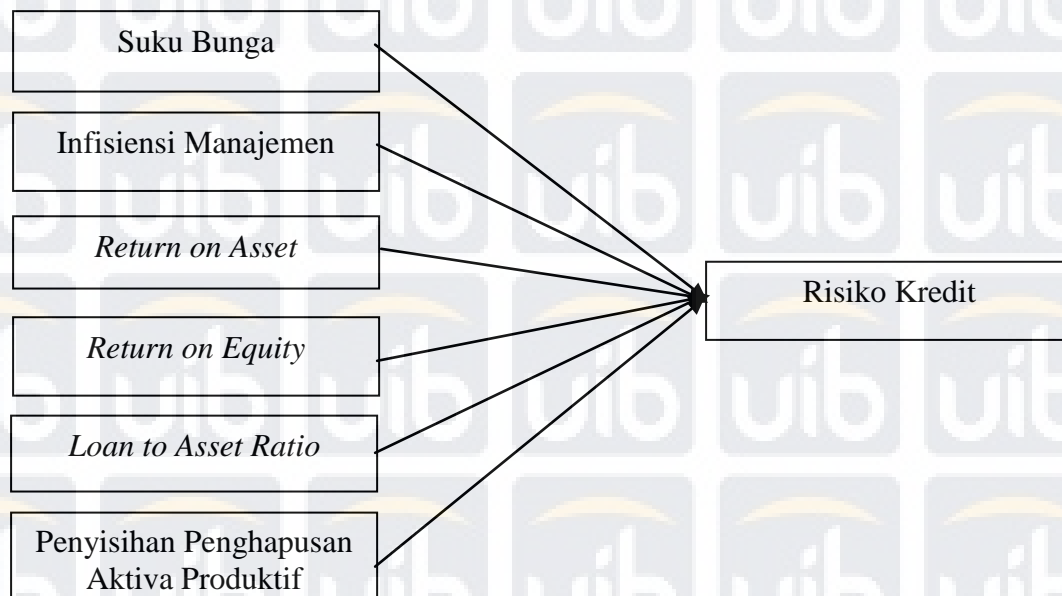 Suku Bunga
Infisiensi Manajemen
Return on Asset
Return on Equity
Loan to Asset Ratio
Penyisihan Penghapusan
Aktiva Produktif
Risiko Kredit
uib